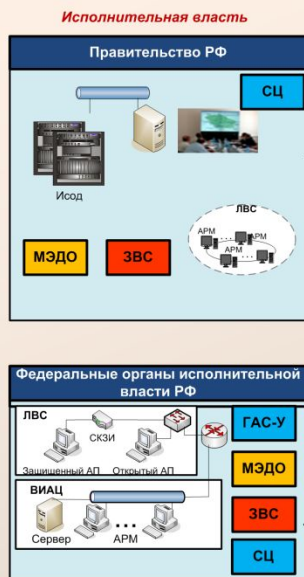 Исполнительная власть
Правительство РФ
СЦ
Исод
ЛВС
АРМ
АРМ
АРМ
АРМ
МЭДО
ЗВС
Федеральные органы исполнительной
власти РФ
ЛВС
СКЗИ
Защищенный АП Открытый АП
ГАС-У
ВИАЦ
МЭДО
Сервер ... АРМ
ЗВС
СЦ